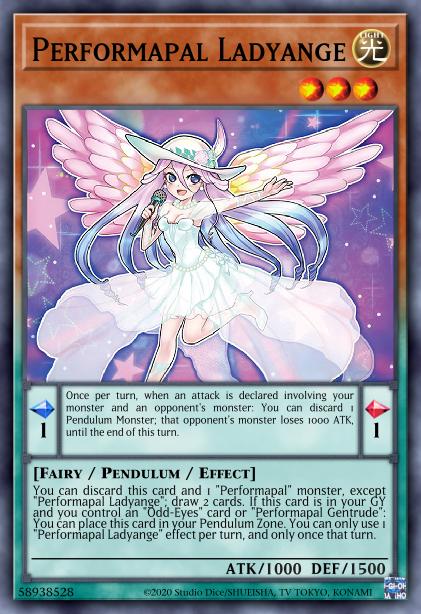 Performapal Ladyange
LIGHT
光
Once per turn, when an attack is declared involving your
monster and an opponent's monster: You can discard 1
Pendulum Monster; that opponent's monster loses 1000 ATK,
until the end of this turn.
1
1
[Fairy / Pendulum / Effect]
You can discard this card and 1 "Performapal" monster, except
"Performapal Ladyange"; draw 2 cards. If this card is in your GY
and you control an "Odd-Eyes" card or "Performapal Gentrude":
You can place this card in your Pendulum Zone. You can only use 1
"Performapal Ladyange" effect per turn, and only once that turn.
ATK/1000 DEF/1500
58938528
©2020 Studio Dice/SHUEISHA, TV TOKYO, KONAMI